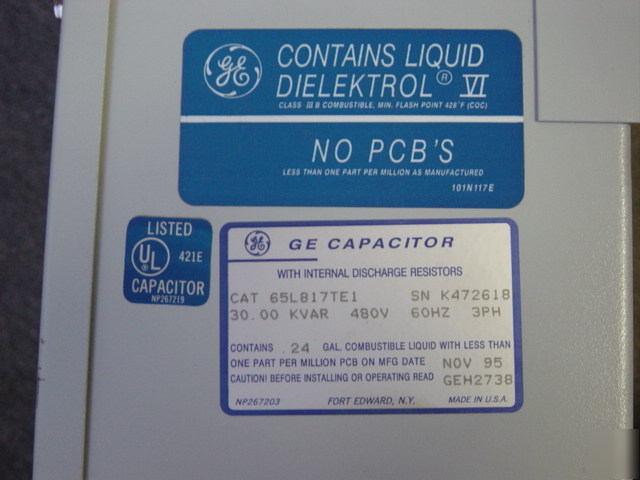 GE CONTAINS LIQUID
DIELEKTROL® VI
CLASS III B COMBUSTIBLE, MIN. FLASH POINT 428°F (COC)
NO PCB'S
LESS THAN ONE PART PER MILLION AS MANUFACTURED
101N117E
LISTED
UL 421E
CAPACITOR
NP267219
GE GE CAPACITOR
WITH INTERNAL DISCHARGE RESISTORS
CAT 65L817TE1 SN K472618
30.00 KVAR 480V 60HZ 3PH
CONTAINS .24 GAL. COMBUSTIBLE LIQUID WITH LESS THAN
ONE PART PER MILLION PCB ON MFG DATE NOV 95
CAUTION! BEFORE INSTALLING OR OPERATING READ GEH2738
NP267203 FORT EDWARD, N.Y. MADE IN U.S.A.